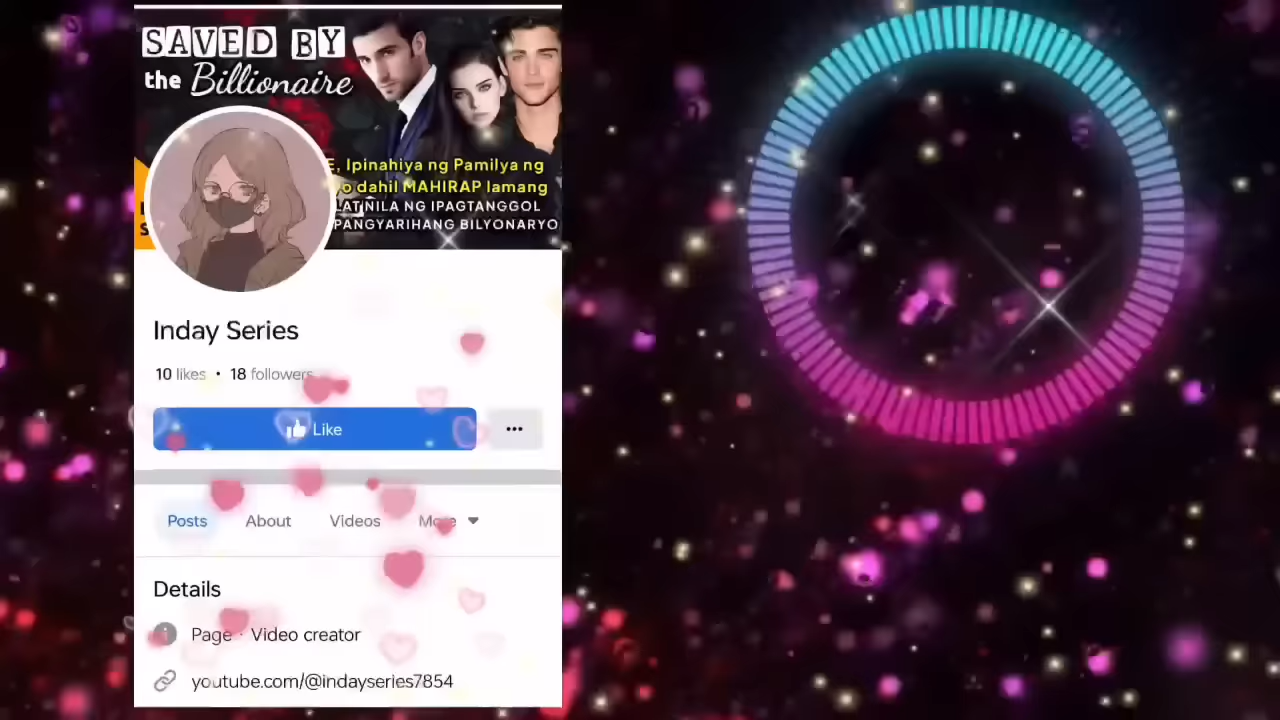 SAVED BY
the Billionaire
E, Ipinahiya ng Pamilya ng
dahil MAHIRAP lamang
NILA NG IPAGTANGGOL
PANGYARIHANG BILYONARYO
Inday Series
10 likes • 18 followers
Like
Posts About Videos More
Details
Page · Video creator
youtube.com/@indayseries7854